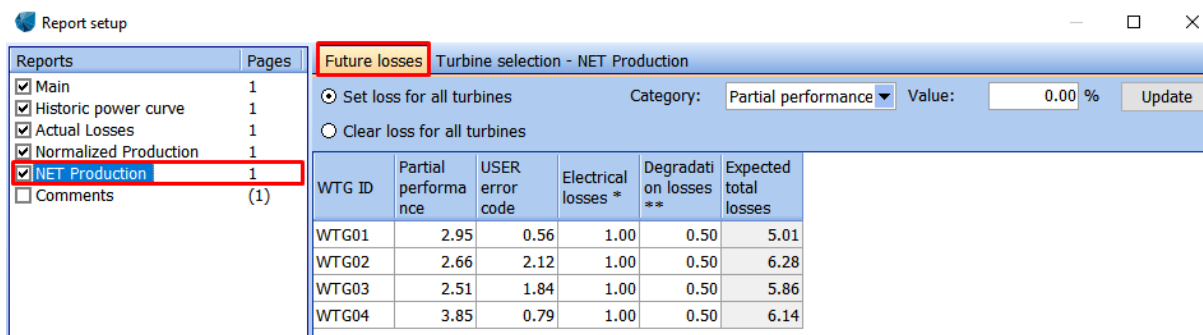 Report setup
Reports Pages
Main 1
Historic power curve 1
Actual Losses 1
Normalized Production 1
NET Production 1
Comments (1)
Future losses Turbine selection - NET Production
Set loss for all turbines Category: Partial performance Value: 0.00 % Update
Clear loss for all turbines
WTG ID Partial performa nce USER error code Electrical losses * Degradati on losses ** Expected total losses
WTG01 2.95 0.56 1.00 0.50 5.01
WTG02 2.66 2.12 1.00 0.50 6.28
WTG03 2.51 1.84 1.00 0.50 5.86
WTG04 3.85 0.79 1.00 0.50 6.14